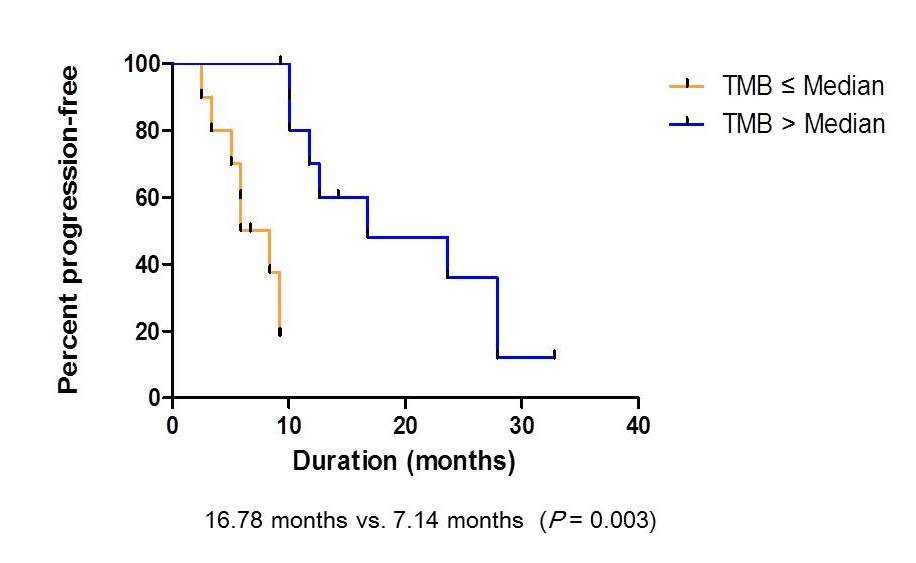 Percent progression-free
100
80
60
40
20
0
0 10 20 30 40
Duration (months)
TMB ≤ Median
TMB > Median
16.78 months vs. 7.14 months (P = 0.003)